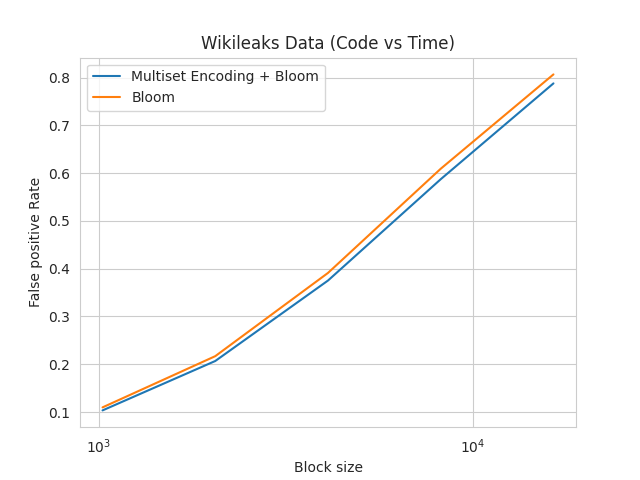 Wikileaks Data (Code vs Time)
Multiset Encoding + Bloom
Bloom
False positive Rate
0.8
0.7
0.6
0.5
0.4
0.3
0.2
0.1
10³
10⁴
Block size